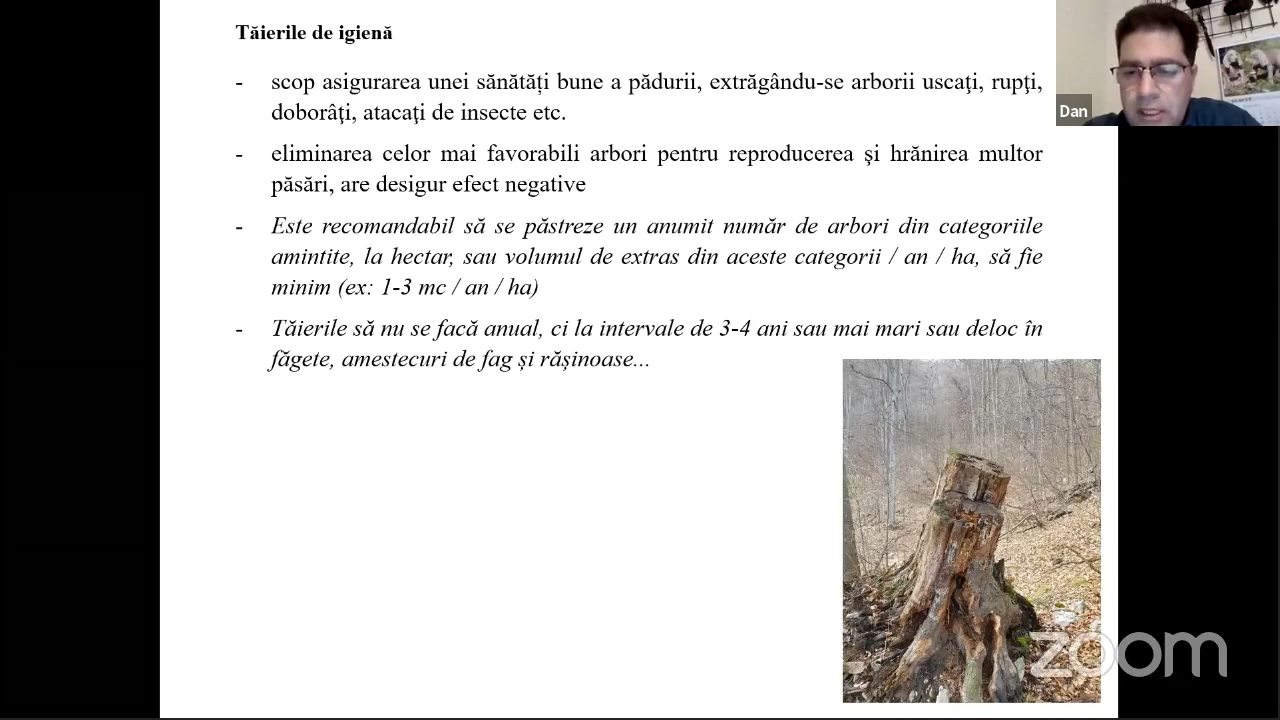 Tăierile de igienă
- scop asigurarea unei sănătăți bune a pădurii, extrăgându-se arborii uscaţi, rupţi,
doborâţi, atacaţi de insecte etc.
- eliminarea celor mai favorabili arbori pentru reproducerea și hrănirea multor
păsări, are desigur efect negative
- Este recomandabil să se păstreze un anumit număr de arbori din categoriile
amintite, la hectar, sau volumul de extras din aceste categorii / an / ha, să fie
minim (ex: 1-3 mc / an / ha)
- Tăierile să nu se facă anual, ci la intervale de 3-4 ani sau mai mari sau deloc în
făgete, amestecuri de fag și rășinoase...
Dan
zoom